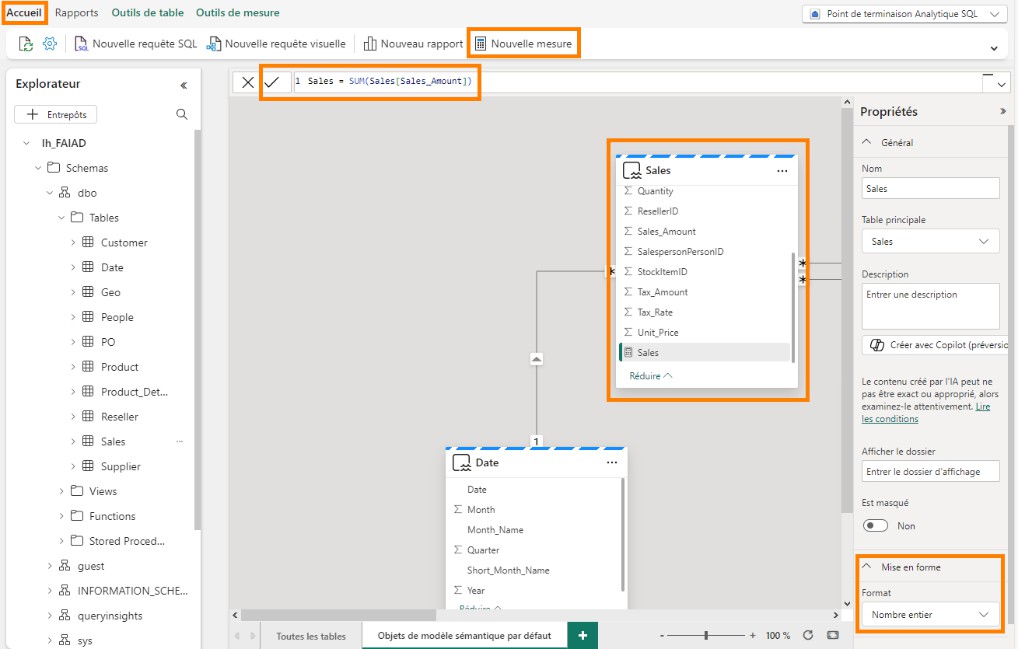 Accueil Rapports Outils de table Outils de mesure
Point de terminaison Analytique SQL
Nouvelle requête SQL Nouvelle requête visuelle Nouveau rapport Nouvelle mesure
Explorateur
Entrepôts
lh_FAIAD
Schemas
dbo
Tables
Customer
Date
Geo
People
PO
Product
Product_Det...
Reseller
Sales
Supplier
Views
Functions
Stored Proced...
guest
INFORMATION_SCHE...
queryinsights
sys
1 Sales = SUM(Sales[Sales_Amount])
Sales
Quantity
ResellerID
Sales_Amount
SalespersonPersonID
StockItemID
Tax_Amount
Tax_Rate
Unit_Price
Sales
Réduire
1
Date
Date
Month
Month_Name
Quarter
Short_Month_Name
Year
Réduire
Toutes les tables Objets de modèle sémantique par défaut +
- + 100 %
Propriétés
Général
Nom
Sales
Table principale
Sales
Description
Entrer une description
Créer avec Copilot (préversio
Le contenu créé par l'IA peut ne
pas être exact ou approprié, alors
examinez-le attentivement. Lire
les conditions
Afficher le dossier
Entrer le dossier d'affichage
Est masqué
Non
Mise en forme
Format
Nombre entier